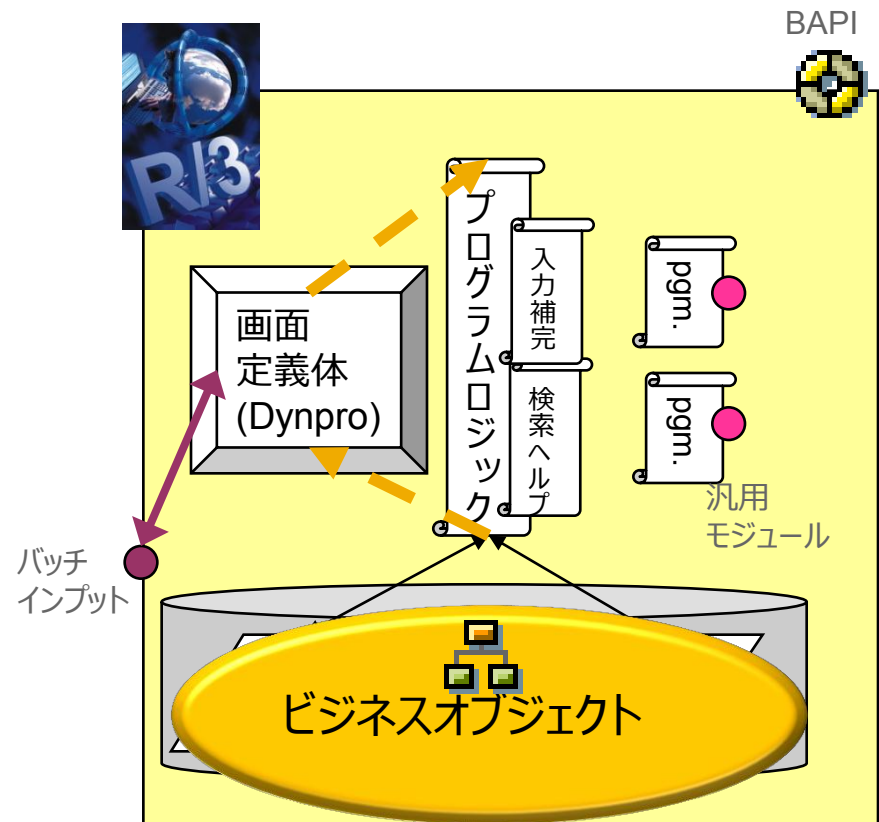 BAPI
R/3
プログラムロジック
入力補完
検索ヘルプ
pgm.
pgm.
画面
定義体
(Dynpro)
汎用
モジュール
バッチ
インプット
ビジネスオブジェクト